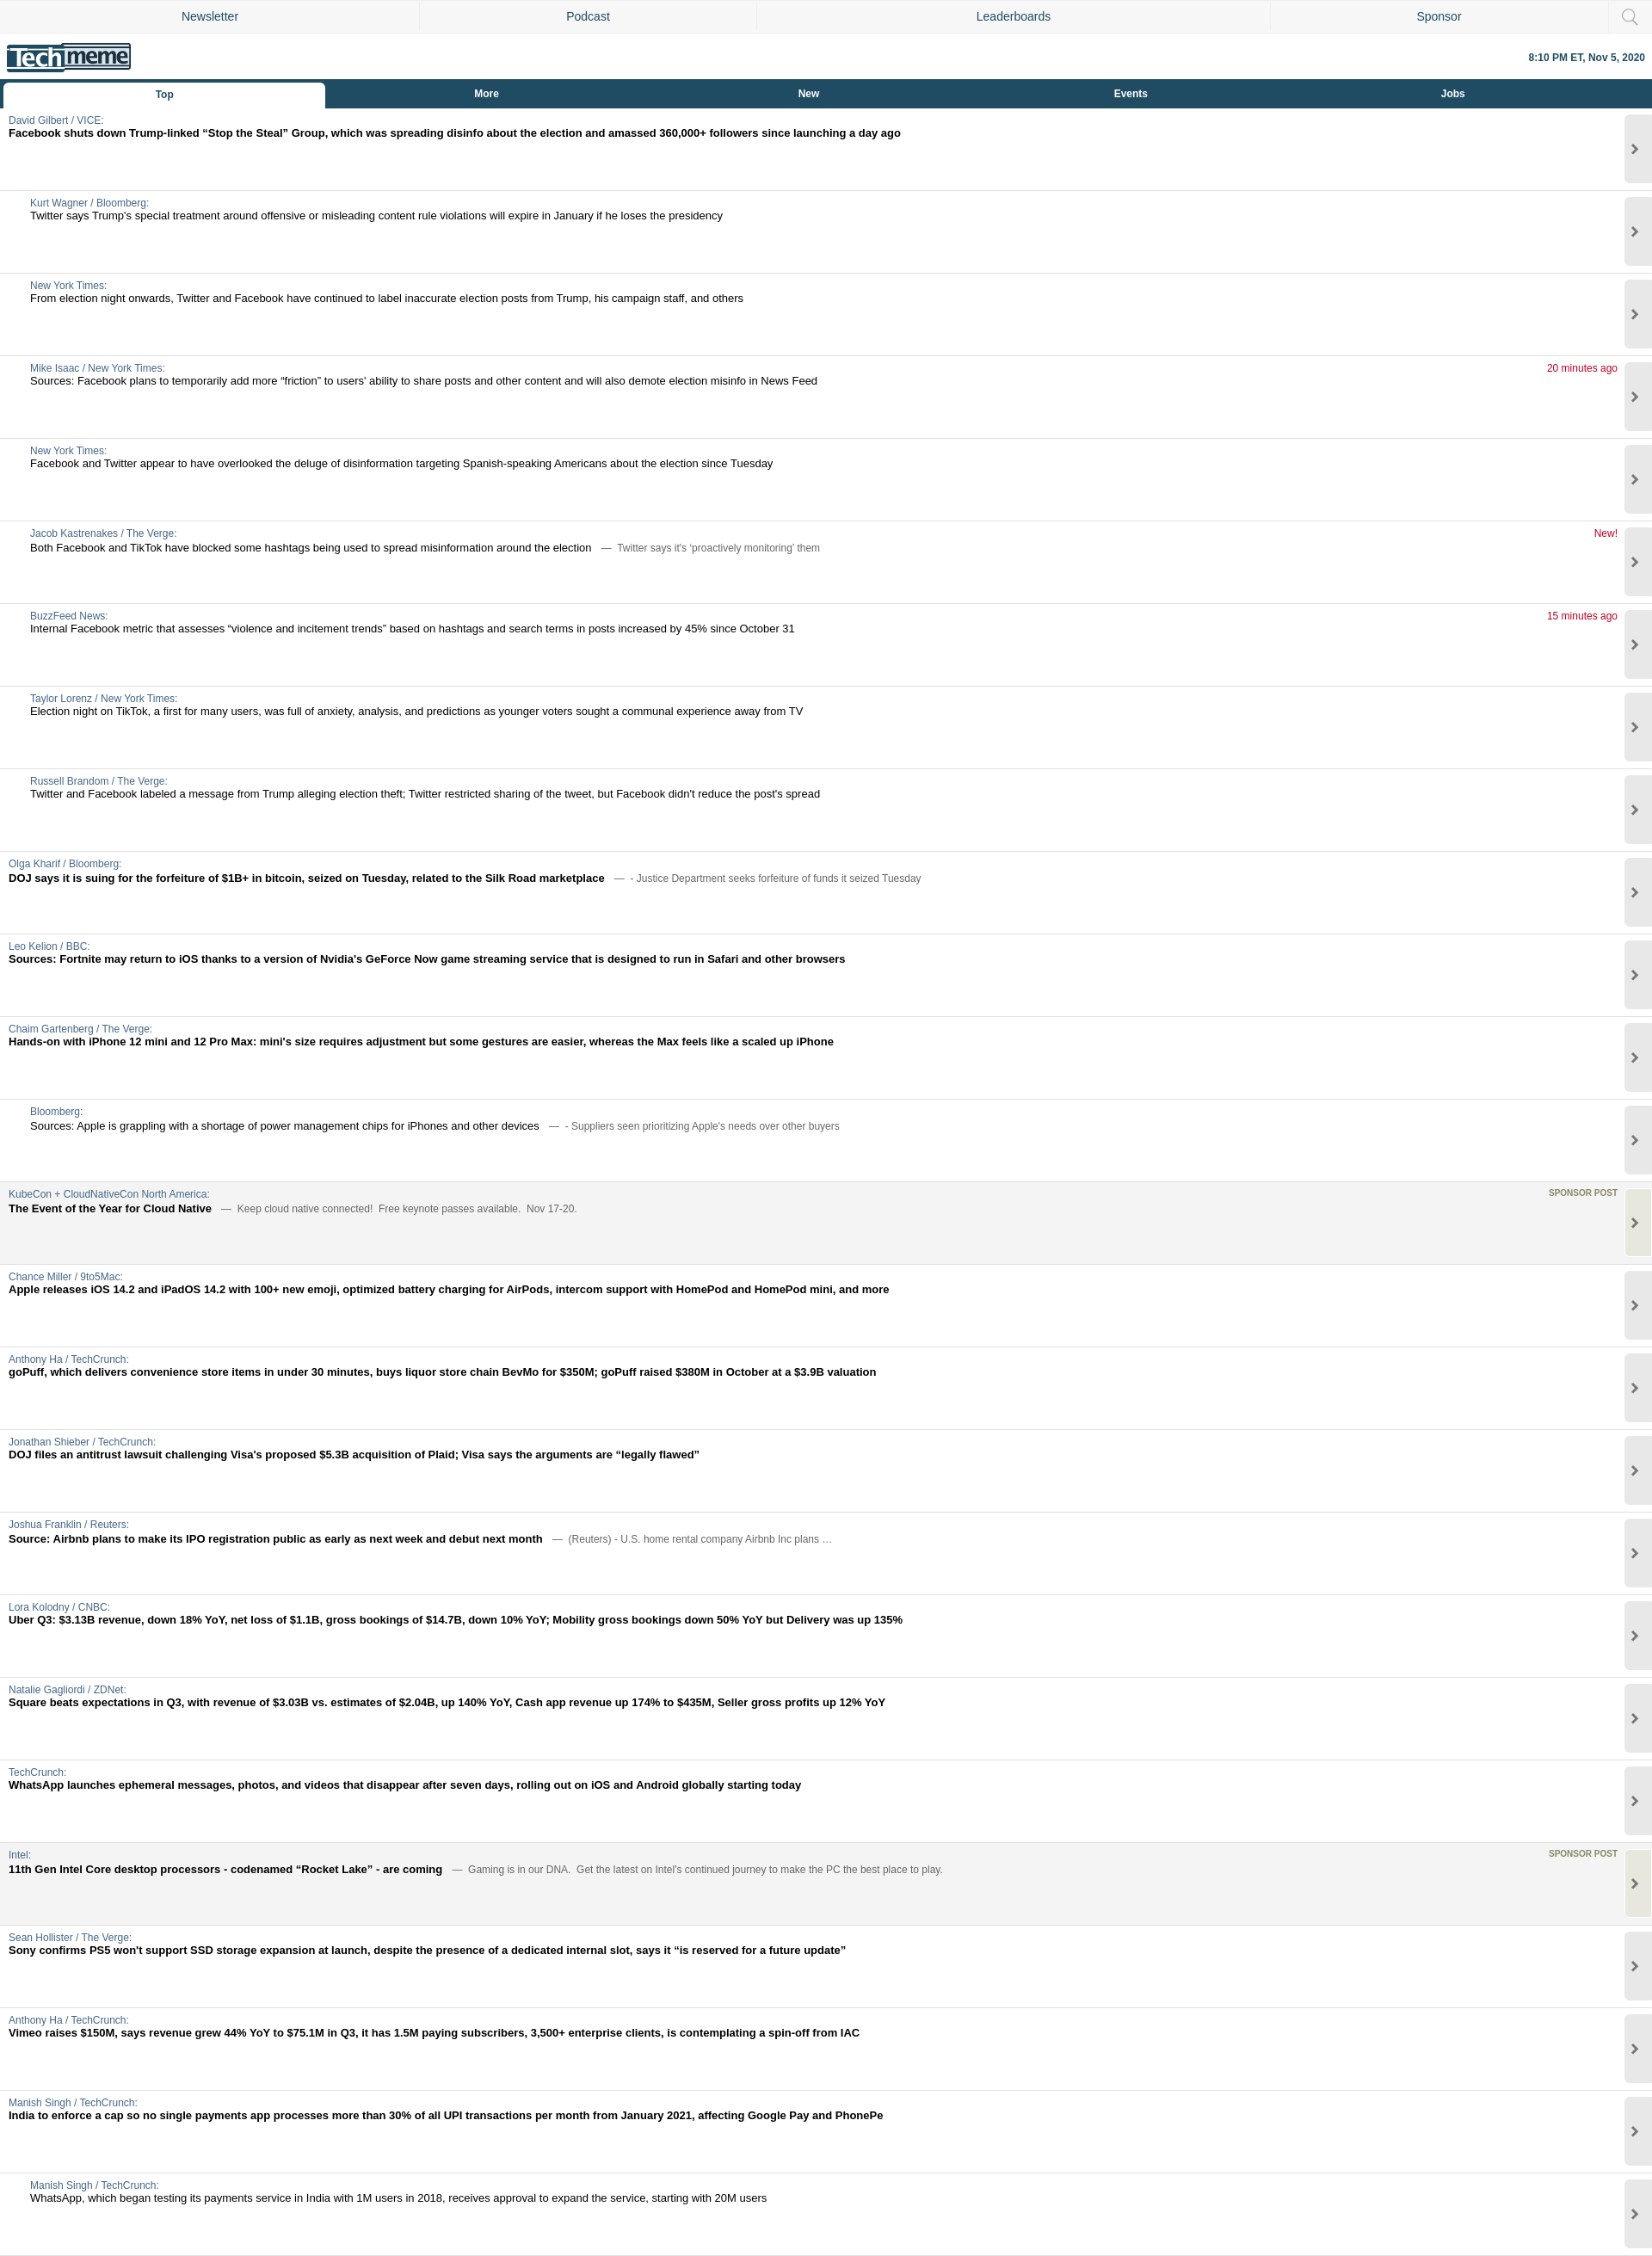 Newsletter
Podcast
Leaderboards
Sponsor
Techmeme
8:10 PM ET, Nov 5, 2020
Top
More
New
Events
Jobs
David Gilbert / VICE:
Facebook shuts down Trump-linked “Stop the Steal” Group, which was spreading disinfo about the election and amassed 360,000+ followers since launching a day ago
Kurt Wagner / Bloomberg:
Twitter says Trump's special treatment around offensive or misleading content rule violations will expire in January if he loses the presidency
New York Times:
From election night onwards, Twitter and Facebook have continued to label inaccurate election posts from Trump, his campaign staff, and others
Mike Isaac / New York Times:
20 minutes ago
Sources: Facebook plans to temporarily add more “friction” to users' ability to share posts and other content and will also demote election misinfo in News Feed
New York Times:
Facebook and Twitter appear to have overlooked the deluge of disinformation targeting Spanish-speaking Americans about the election since Tuesday
Jacob Kastrenakes / The Verge:
New!
Both Facebook and TikTok have blocked some hashtags being used to spread misinformation around the election — Twitter says it's ‘proactively monitoring’ them
BuzzFeed News:
15 minutes ago
Internal Facebook metric that assesses “violence and incitement trends” based on hashtags and search terms in posts increased by 45% since October 31
Taylor Lorenz / New York Times:
Election night on TikTok, a first for many users, was full of anxiety, analysis, and predictions as younger voters sought a communal experience away from TV
Russell Brandom / The Verge:
Twitter and Facebook labeled a message from Trump alleging election theft; Twitter restricted sharing of the tweet, but Facebook didn't reduce the post's spread
Olga Kharif / Bloomberg:
DOJ says it is suing for the forfeiture of $1B+ in bitcoin, seized on Tuesday, related to the Silk Road marketplace — - Justice Department seeks forfeiture of funds it seized Tuesday
Leo Kelion / BBC:
Sources: Fortnite may return to iOS thanks to a version of Nvidia's GeForce Now game streaming service that is designed to run in Safari and other browsers
Chaim Gartenberg / The Verge:
Hands-on with iPhone 12 mini and 12 Pro Max: mini's size requires adjustment but some gestures are easier, whereas the Max feels like a scaled up iPhone
Bloomberg:
Sources: Apple is grappling with a shortage of power management chips for iPhones and other devices — - Suppliers seen prioritizing Apple's needs over other buyers
KubeCon + CloudNativeCon North America:
SPONSOR POST
The Event of the Year for Cloud Native — Keep cloud native connected! Free keynote passes available. Nov 17-20.
Chance Miller / 9to5Mac:
Apple releases iOS 14.2 and iPadOS 14.2 with 100+ new emoji, optimized battery charging for AirPods, intercom support with HomePod and HomePod mini, and more
Anthony Ha / TechCrunch:
goPuff, which delivers convenience store items in under 30 minutes, buys liquor store chain BevMo for $350M; goPuff raised $380M in October at a $3.9B valuation
Jonathan Shieber / TechCrunch:
DOJ files an antitrust lawsuit challenging Visa's proposed $5.3B acquisition of Plaid; Visa says the arguments are “legally flawed”
Joshua Franklin / Reuters:
Source: Airbnb plans to make its IPO registration public as early as next week and debut next month — (Reuters) - U.S. home rental company Airbnb Inc plans …
Lora Kolodny / CNBC:
Uber Q3: $3.13B revenue, down 18% YoY, net loss of $1.1B, gross bookings of $14.7B, down 10% YoY; Mobility gross bookings down 50% YoY but Delivery was up 135%
Natalie Gagliordi / ZDNet:
Square beats expectations in Q3, with revenue of $3.03B vs. estimates of $2.04B, up 140% YoY, Cash app revenue up 174% to $435M, Seller gross profits up 12% YoY
TechCrunch:
WhatsApp launches ephemeral messages, photos, and videos that disappear after seven days, rolling out on iOS and Android globally starting today
Intel:
SPONSOR POST
11th Gen Intel Core desktop processors - codenamed “Rocket Lake” - are coming — Gaming is in our DNA. Get the latest on Intel's continued journey to make the PC the best place to play.
Sean Hollister / The Verge:
Sony confirms PS5 won't support SSD storage expansion at launch, despite the presence of a dedicated internal slot, says it “is reserved for a future update”
Anthony Ha / TechCrunch:
Vimeo raises $150M, says revenue grew 44% YoY to $75.1M in Q3, it has 1.5M paying subscribers, 3,500+ enterprise clients, is contemplating a spin-off from IAC
Manish Singh / TechCrunch:
India to enforce a cap so no single payments app processes more than 30% of all UPI transactions per month from January 2021, affecting Google Pay and PhonePe
Manish Singh / TechCrunch:
WhatsApp, which began testing its payments service in India with 1M users in 2018, receives approval to expand the service, starting with 20M users